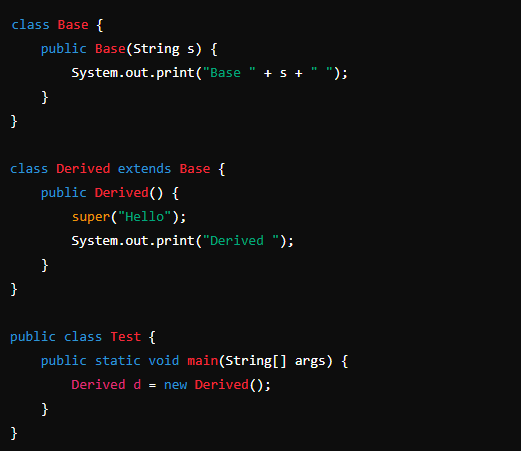 class Base {
    public Base(String s) {
        System.out.print("Base " + s + " ");
    }
}

class Derived extends Base {
    public Derived() {
        super("Hello");
        System.out.print("Derived ");
    }
}

public class Test {
    public static void main(String[] args) {
        Derived d = new Derived();
    }
}